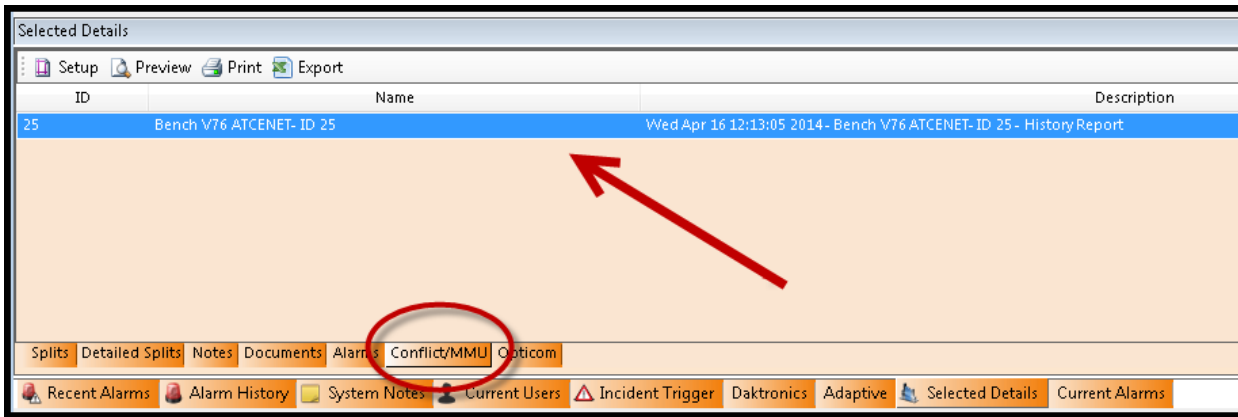 Selected Details
Setup Preview Print Export
ID Name Description
25 Bench V76 ATCENET- ID 25 Wed Apr 16 12:13:05 2014- Bench V76 ATCENET- ID 25 - History Report
Splits Detailed Splits Notes Documents Alarms Conflict/MMU Opticom
Recent Alarms Alarm History System Notes Current Users Incident Trigger Daktronics Adaptive Selected Details Current Alarms